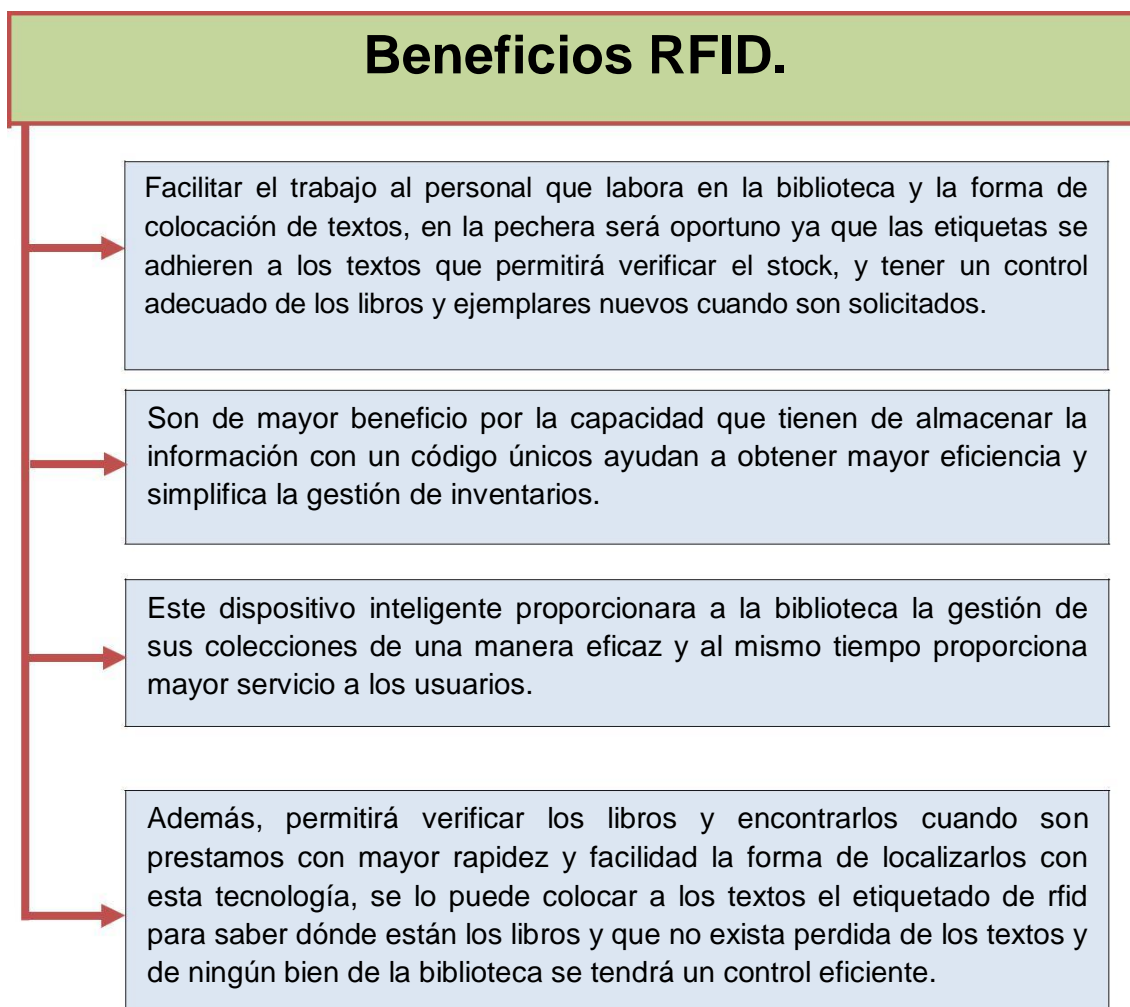 Beneficios RFID.
Facilitar el trabajo al personal que labora en la biblioteca y la forma de
colocación de textos, en la pechera será oportuno ya que las etiquetas se
adhieren a los textos que permitirá verificar el stock, y tener un control
adecuado de los libros y ejemplares nuevos cuando son solicitados.
Son de mayor beneficio por la capacidad que tienen de almacenar la
información con un código únicos ayudan a obtener mayor eficiencia y
simplifica la gestión de inventarios.
Este dispositivo inteligente proporcionara a la biblioteca la gestión de
sus colecciones de una manera eficaz y al mismo tiempo proporciona
mayor servicio a los usuarios.
Además, permitirá verificar los libros y encontrarlos cuando son
prestamos con mayor rapidez y facilidad la forma de localizarlos con
esta tecnología, se lo puede colocar a los textos el etiquetado de rfid
para saber dónde están los libros y que no exista perdida de los textos y
de ningún bien de la biblioteca se tendrá un control eficiente.